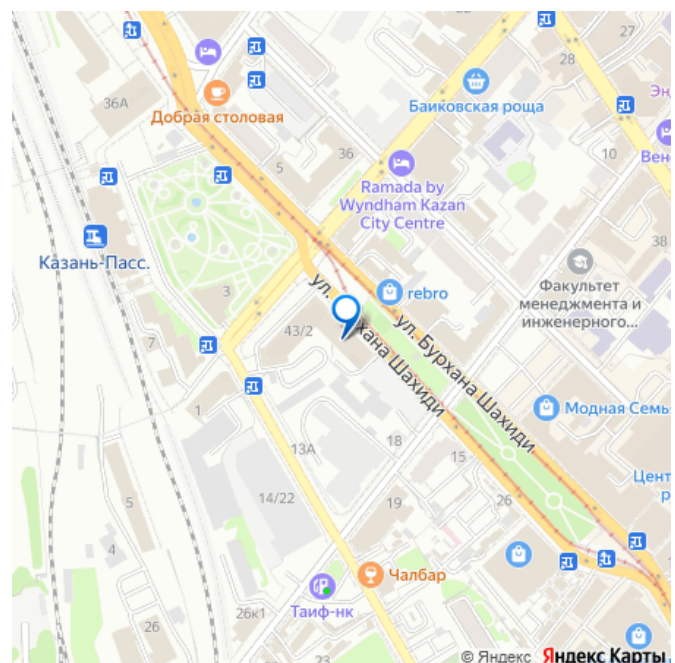 27
28
Эн
36А
Баиковская роща
Добрая столовая
5
36
10
Вен
Ramada by
Wyndham Kazan
City Centre
38
Казань-Пасс.
3
Факультет
менеджмента и
инженерного...
rebro
ул. Бурхана Шахиди
ул.
хана Шахиди
43/2
7
1
Модная Семь
13А
18
15
Цент
р
14/22
5
19
26
4
Чалбар
Таиф-нк
26к1
26
23
© Яндекс Яндекс Карты